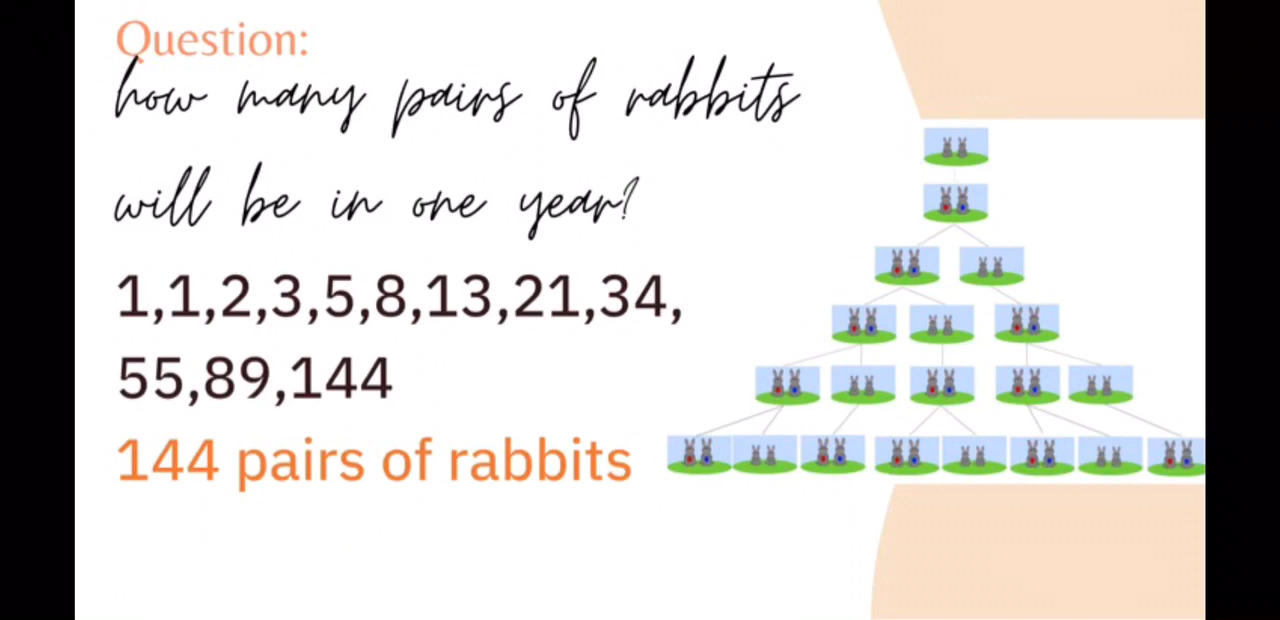 Question:
how many pairs of rabbits
will be in one year?
1,1,2,3,5,8,13,21,34,
55,89,144
144 pairs of rabbits